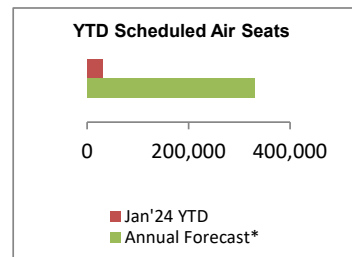 YTD Scheduled Air Seats
0 200,000 400,000
Jan'24 YTD
Annual Forecast*